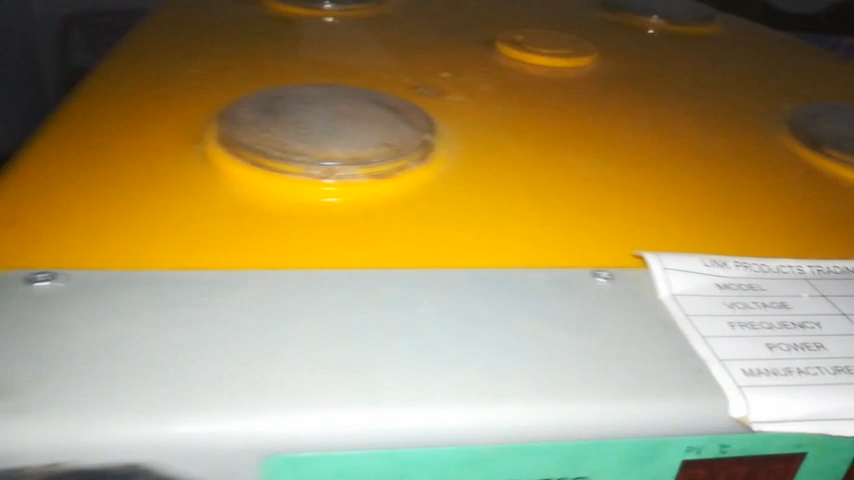 LINK PRODUCTS TRADIN
MODEL
VOLTAGE
FREQUENCY
POWER
MANUFACTURE
PV ℃